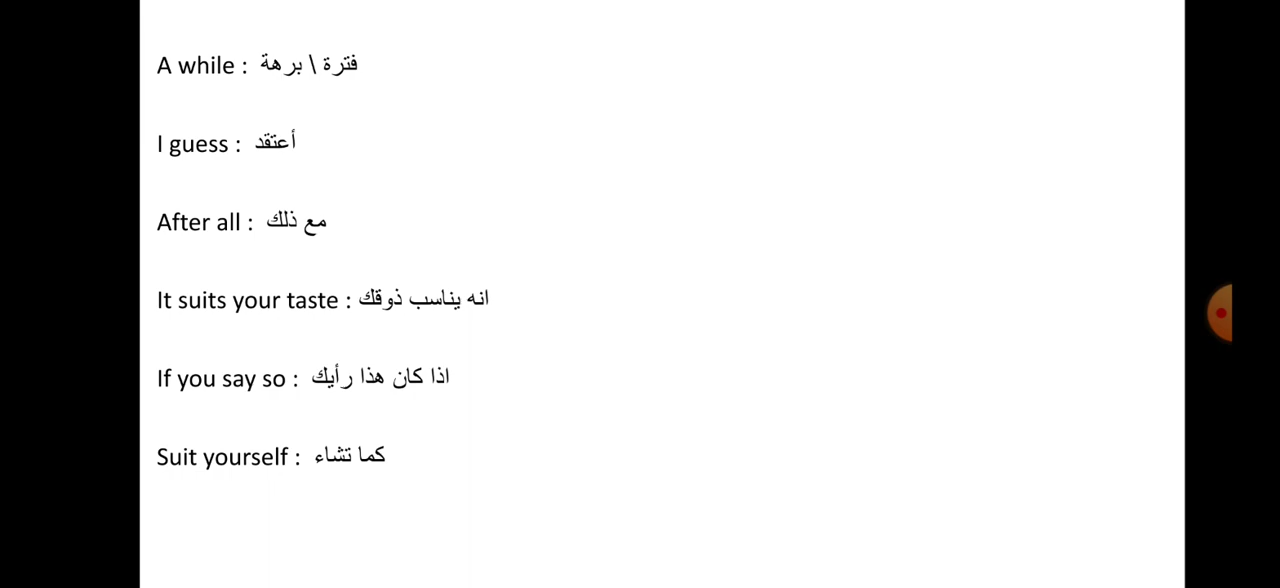 A while : فترة \ برهة
I guess : أعتقد
After all : مع ذلك
It suits your taste : انه يناسب ذوقك
If you say so : اذا كان هذا رأيك
Suit yourself : كما تشاء